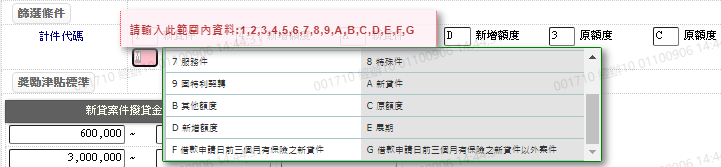 篩選條件
請輸入此範圍內資料:1,2,3,4,5,6,7,8,9,A,B,C,D,E,F,G
計件代碼 D 新增額度 3 原額度 C 原額度
7 服務件 8 特殊件
9 固特利契轉 A 新貸件
B 其他額度 C 原額度
D 新增額度 E 展期
F 借款申請日前三個月有保險之新貸件 G 借款申請日前三個月有保險之新貸件以外案件
獎勵津貼標準
新貸案件撥貸金
600,000 ~
3,000,000 ~